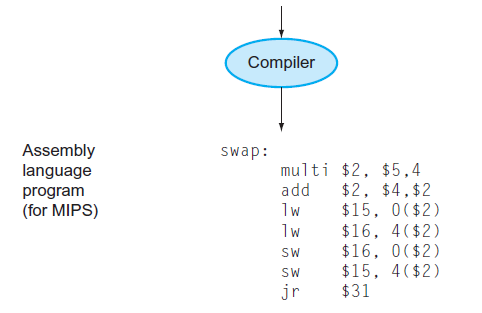 Compiler
Assembly
language
program
(for MIPS)
swap:
multi $2, $5,4
add $2, $4,$2
lw $15, 0($2)
lw $16, 4($2)
sw $16, 0($2)
sw $15, 4($2)
jr $31